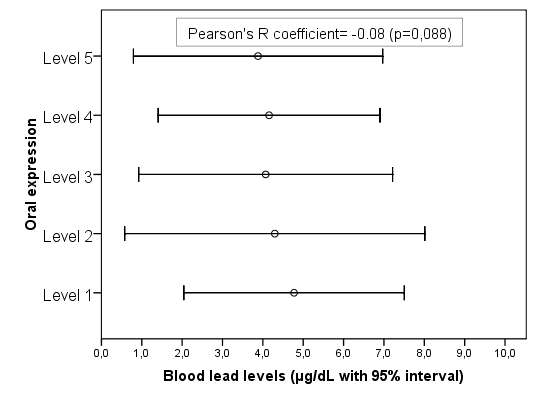 Pearson's R coefficient= -0.08 (p=0,088)
Oral expression
Level 5
Level 4
Level 3
Level 2
Level 1
0,0 1,0 2,0 3,0 4,0 5,0 6,0 7,0 8,0 9,0 10,0
Blood lead levels (µg/dL with 95% interval)